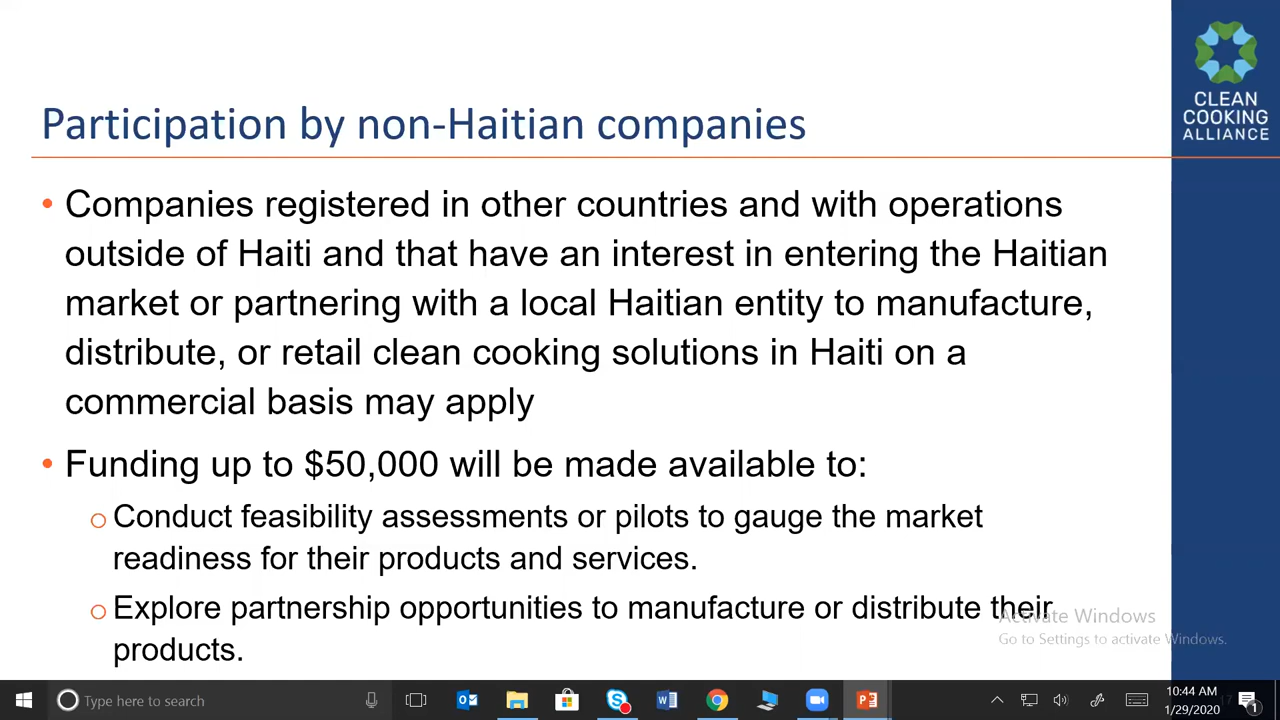 CLEAN
COOKING
ALLIANCE
Participation by non-Haitian companies
• Companies registered in other countries and with operations
outside of Haiti and that have an interest in entering the Haitian
market or partnering with a local Haitian entity to manufacture,
distribute, or retail clean cooking solutions in Haiti on a
commercial basis may apply
• Funding up to $50,000 will be made available to:
o Conduct feasibility assessments or pilots to gauge the market
readiness for their products and services.
o Explore partnership opportunities to manufacture or distribute their
products.
Activate Windows
Go to Settings to activate Windows.
Type here to search
10:44 AM
1/29/2020
17
1